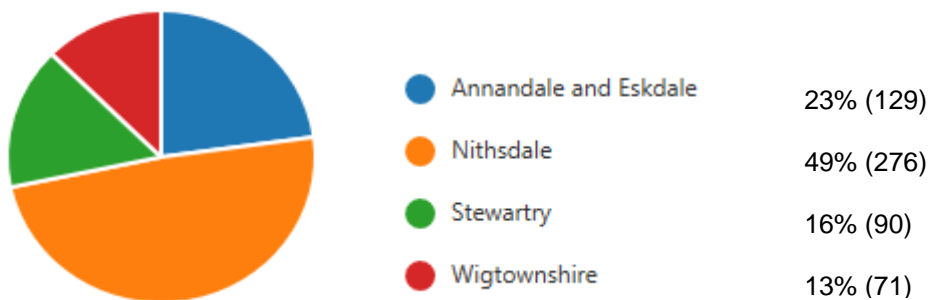 Annandale and Eskdale 23% (129)
Nithsdale 49% (276)
Stewartry 16% (90)
Wigtownshire 13% (71)